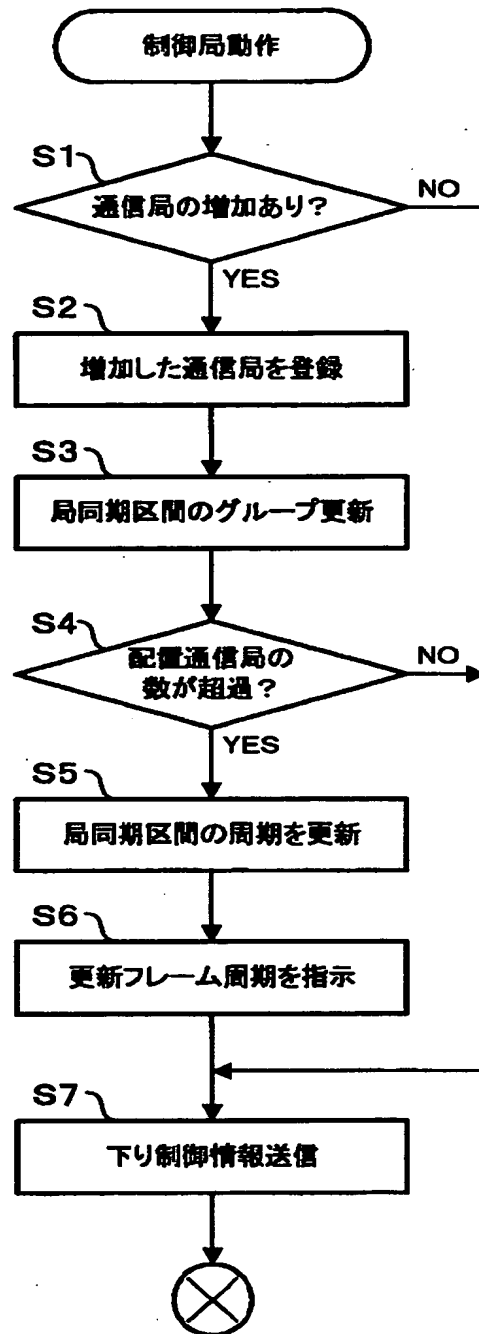 制御局動作
S1
通信局の増加あり?
NO
YES
S2
増加した通信局を登録
S3
局同期区間のグループ更新
S4
配置通信局の
数が超過?
NO
YES
S5
局同期区間の周期を更新
S6
更新フレーム周期を指示
S7
下り制御情報送信